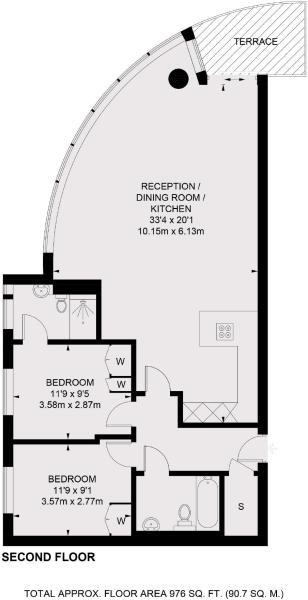 TERRACE
RECEPTION /
DINING ROOM /
KITCHEN
33'4 x 20'1
10.15m x 6.13m
W
BEDROOM
11'9 x 9'5
3.58m x 2.87m
W
BEDROOM
11'9 x 9'1
3.57m x 2.77m
W
S
SECOND FLOOR
TOTAL APPROX. FLOOR AREA 976 SQ. FT. (90.7 SQ. M.)